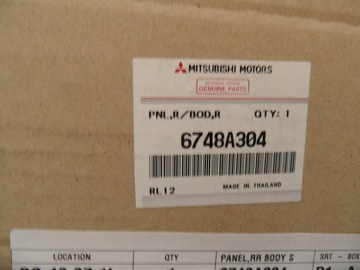 MITSUBISHI MOTORS
GENUINE PARTS
PNL,R/BOD,R QTY: 1
6748A304
RL12 MADE IN THAILAND
LOCATION QTY PANEL,RR BODY S SRT - BOX